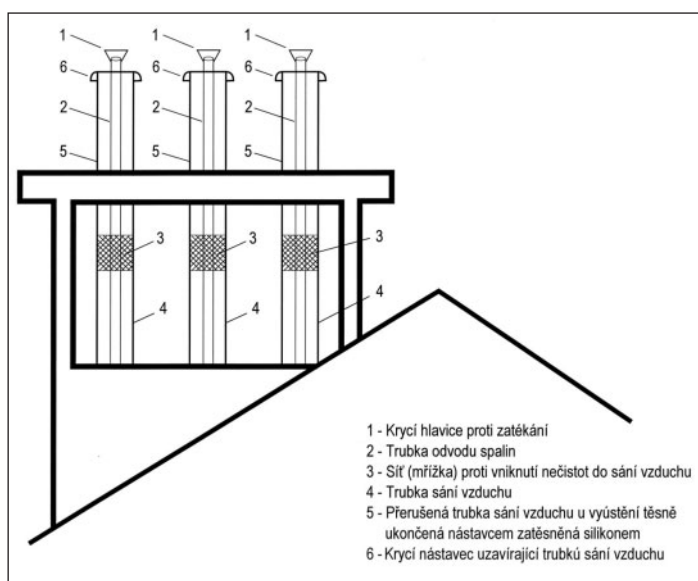 1 1 1
6 6 6
2 2 2
5 5 5
3 3 3
4 4 4
1 - Krycí hlavice proti zatékání
2 - Trubka odvodu spalin
3 - Síť (mřížka) proti vniknutí nečistot do sání vzduchu
4 - Trubka sání vzduchu
5 - Přerušená trubka sání vzduchu u vyústění těsně
ukončená nástavcem zatěsněná silikonem
6 - Krycí nástavec uzavírající trubků sání vzduchu